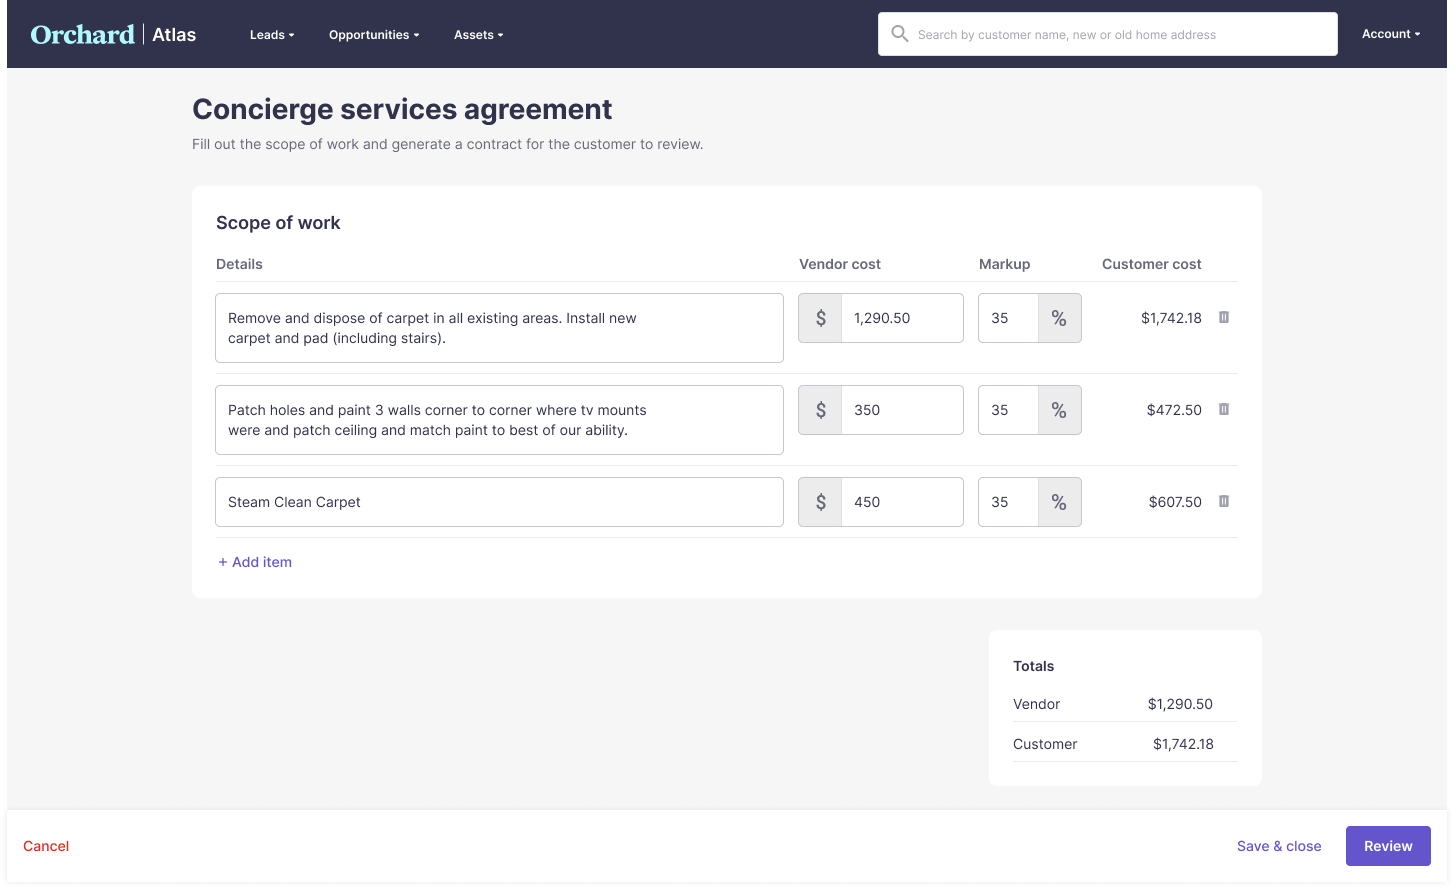 Orchard | Atlas
Leads
Opportunities
Assets
Search by customer name, new or old home address
Account
Concierge services agreement
Fill out the scope of work and generate a contract for the customer to review.
Scope of work
Details Vendor cost Markup Customer cost
Remove and dispose of carpet in all existing areas. Install new
carpet and pad (including stairs).
$ 1,290.50 35 % $1,742.18
Patch holes and paint 3 walls corner to corner where tv mounts
were and patch ceiling and match paint to best of our ability.
$ 350 35 % $472.50
Steam Clean Carpet $ 450 35 % $607.50
+ Add item
Totals
Vendor $1,290.50
Customer $1,742.18
Cancel
Save & close
Review